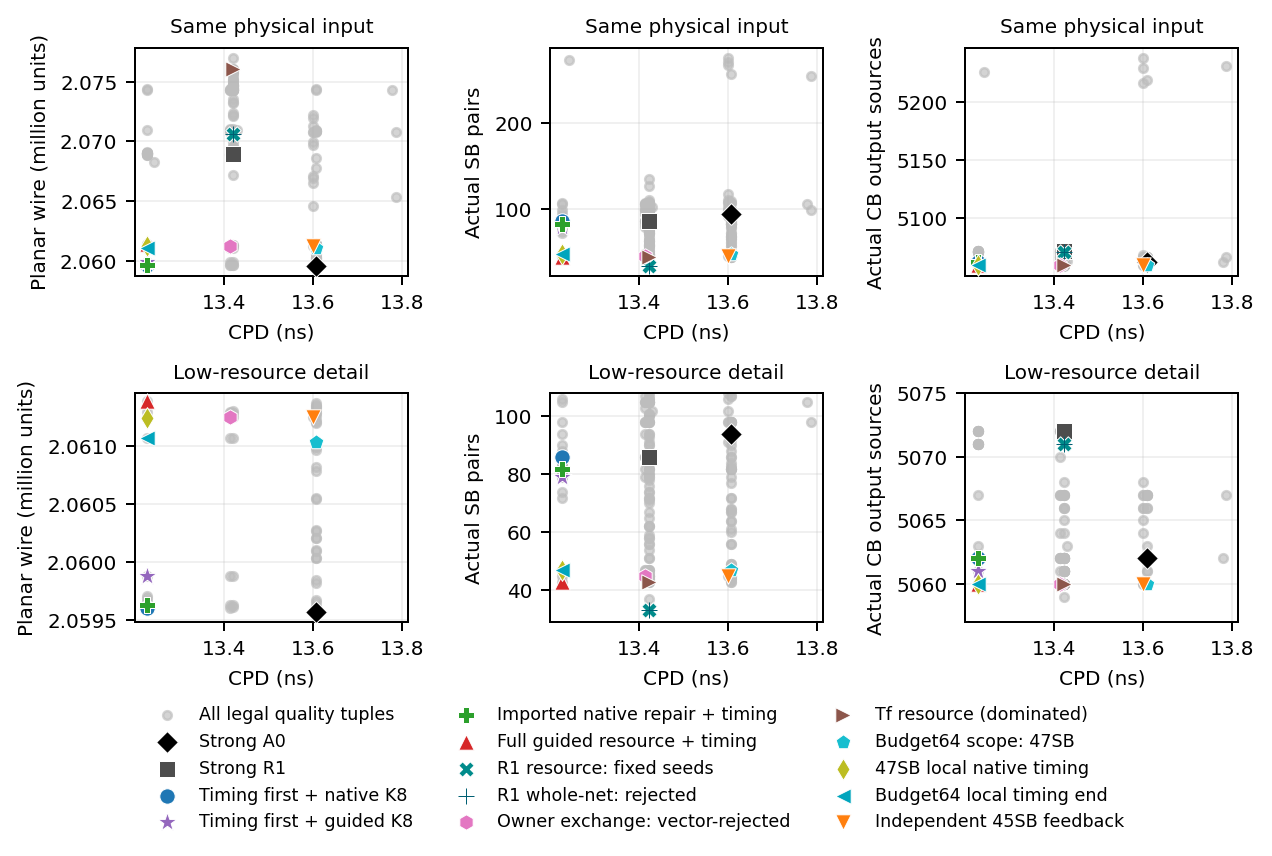 Same physical input
Same physical input
Same physical input
Planar wire (million units)
2.075
2.070
2.065
2.060
13.4
13.6
13.8
CPD (ns)
Actual SB pairs
200
100
13.4
13.6
13.8
CPD (ns)
Actual CB output sources
5200
5150
5100
13.4
13.6
13.8
CPD (ns)
Low-resource detail
Low-resource detail
Low-resource detail
Planar wire (million units)
2.0610
2.0605
2.0600
2.0595
13.4
13.6
13.8
CPD (ns)
Actual SB pairs
100
80
60
40
13.4
13.6
13.8
CPD (ns)
Actual CB output sources
5075
5070
5065
5060
13.4
13.6
13.8
CPD (ns)
All legal quality tuples
Strong A0
Strong R1
Timing first + native K8
Timing first + guided K8
Imported native repair + timing
Full guided resource + timing
R1 resource: fixed seeds
R1 whole-net: rejected
Owner exchange: vector-rejected
Tf resource (dominated)
Budget64 scope: 47SB
47SB local native timing
Budget64 local timing end
Independent 45SB feedback